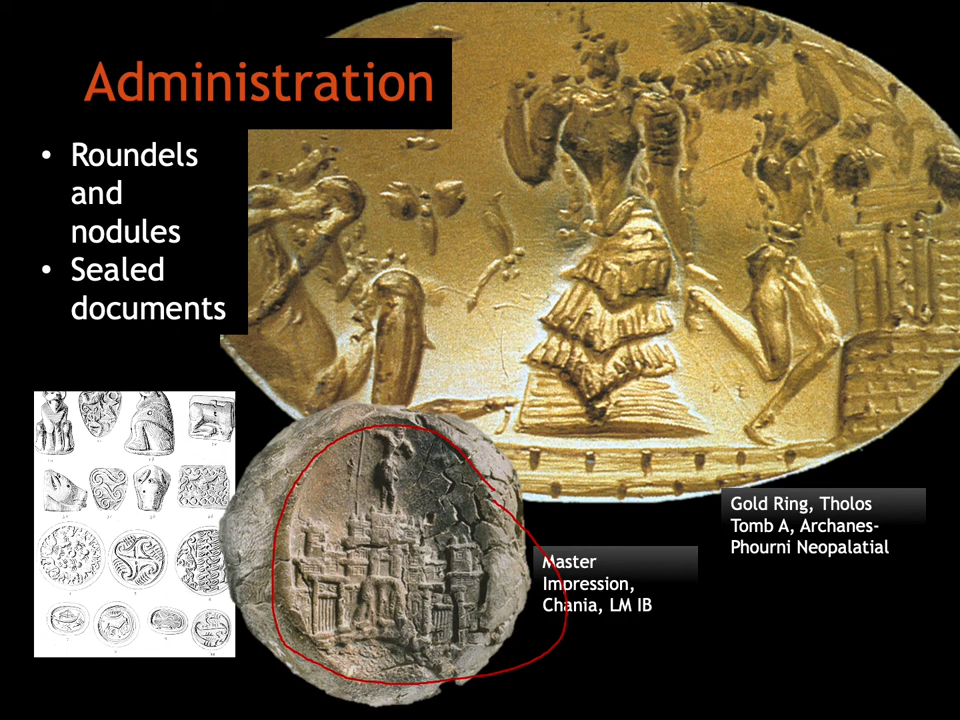 Administration
• Roundels
and
nodules
• Sealed
documents
Gold Ring, Tholos
Tomb A, Archanes-
Phourni Neopalatial
Master
Impression,
Chania, LM IB